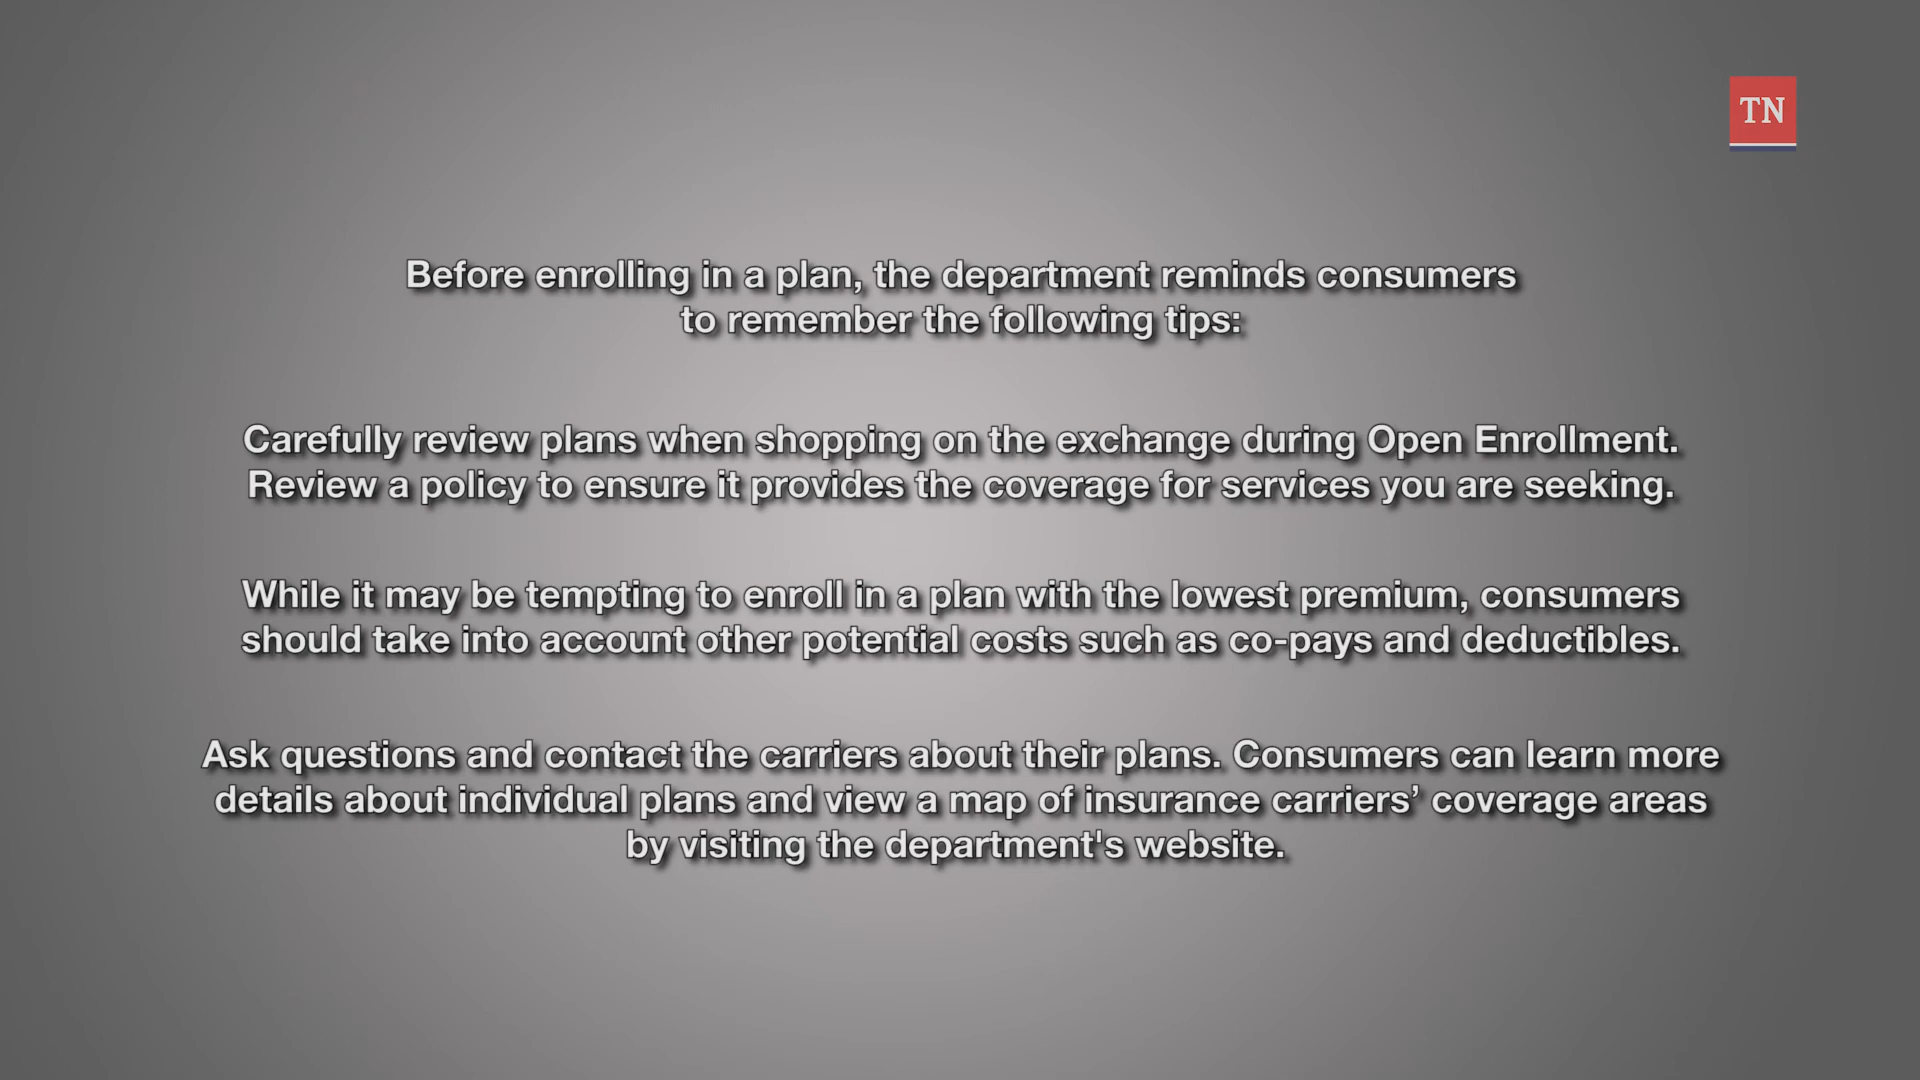 TN
Before enrolling in a plan, the department reminds consumers
to remember the following tips:
Carefully review plans when shopping on the exchange during Open Enrollment.
Review a policy to ensure it provides the coverage for services you are seeking.
While it may be tempting to enroll in a plan with the lowest premium, consumers
should take into account other potential costs such as co-pays and deductibles.
Ask questions and contact the carriers about their plans. Consumers can learn more
details about individual plans and view a map of insurance carriers’ coverage areas
by visiting the department's website.